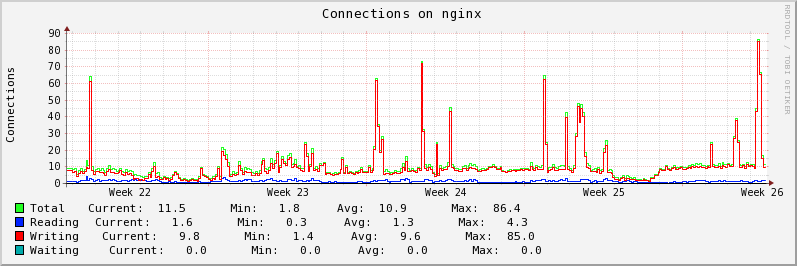 Connections on nginx
RRDTOOL / TOBI OETIKER
Connections
90
80
70
60
50
40
30
20
10
0
Week 22 Week 23 Week 24 Week 25 Week 26
Total Current: 11.5 Min: 1.8 Avg: 10.9 Max: 86.4
Reading Current: 1.6 Min: 0.3 Avg: 1.3 Max: 4.3
Writing Current: 9.8 Min: 1.4 Avg: 9.6 Max: 85.0
Waiting Current: 0.0 Min: 0.0 Avg: 0.0 Max: 0.0